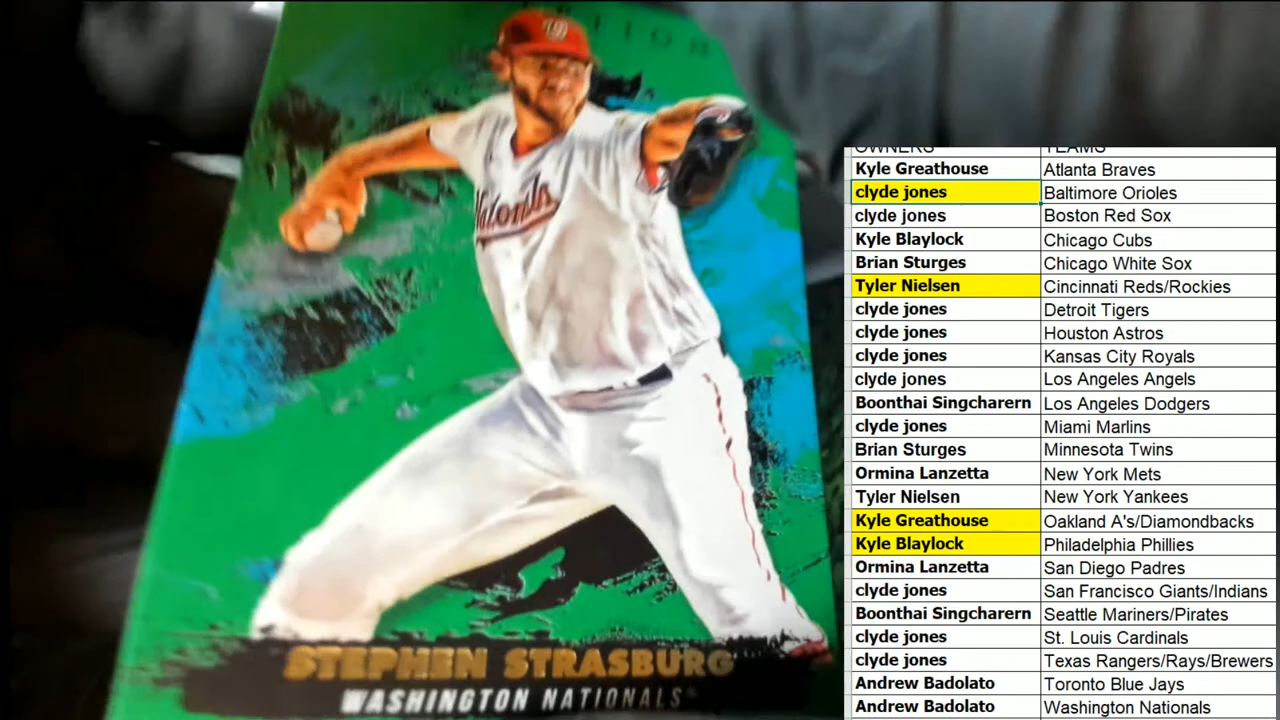 STEPHEN STRASBURG
WASHINGTON NATIONALS
OWNERS TEAMS
Kyle Greathouse Atlanta Braves
clyde jones Baltimore Orioles
clyde jones Boston Red Sox
Kyle Blaylock Chicago Cubs
Brian Sturges Chicago White Sox
Tyler Nielsen Cincinnati Reds/Rockies
clyde jones Detroit Tigers
clyde jones Houston Astros
clyde jones Kansas City Royals
clyde jones Los Angeles Angels
Boonthai Singcharern Los Angeles Dodgers
clyde jones Miami Marlins
Brian Sturges Minnesota Twins
Ormina Lanzetta New York Mets
Tyler Nielsen New York Yankees
Kyle Greathouse Oakland A's/Diamondbacks
Kyle Blaylock Philadelphia Phillies
Ormina Lanzetta San Diego Padres
clyde jones San Francisco Giants/Indians
Boonthai Singcharern Seattle Mariners/Pirates
clyde jones St. Louis Cardinals
clyde jones Texas Rangers/Rays/Brewers
Andrew Badolato Toronto Blue Jays
Andrew Badolato Washington Nationals